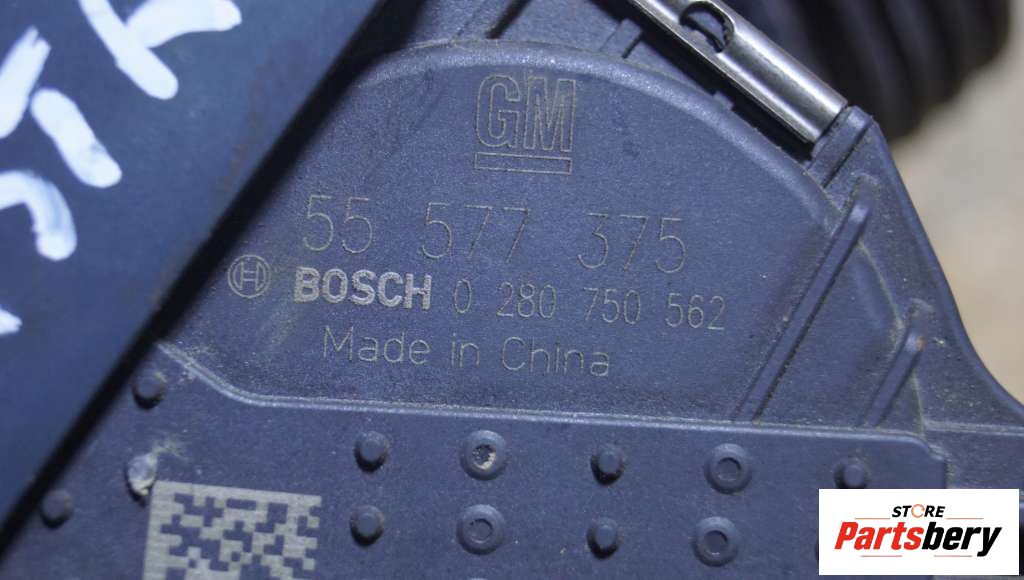 GM
55 577 375
BOSCH 0 280 750 562
Made in China
STORE
Partsbery